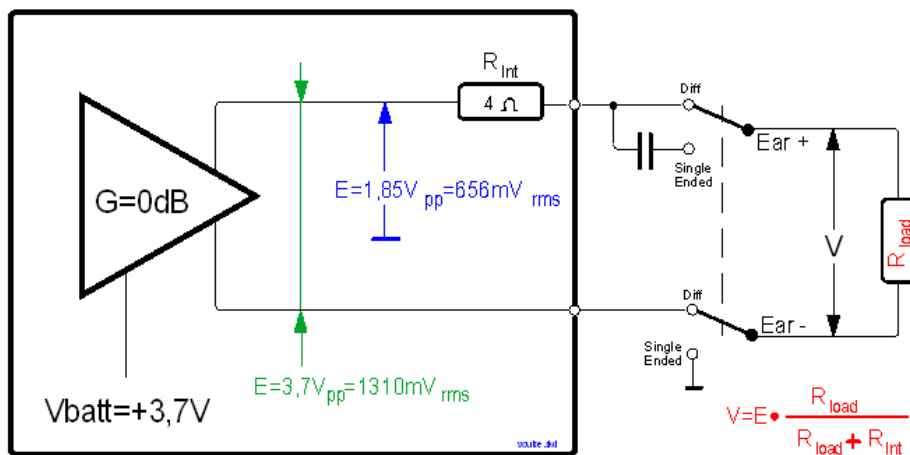 R Int
4 Ω
Diff
Ear +
Single
Ended
G=0dB
E=1,85V pp=656mV rms
V
R load
Diff
Ear -
Single
Ended
E=3,7V pp=1310mV rms
Vbatt=+3,7V
V=E• R load
R load + R Int